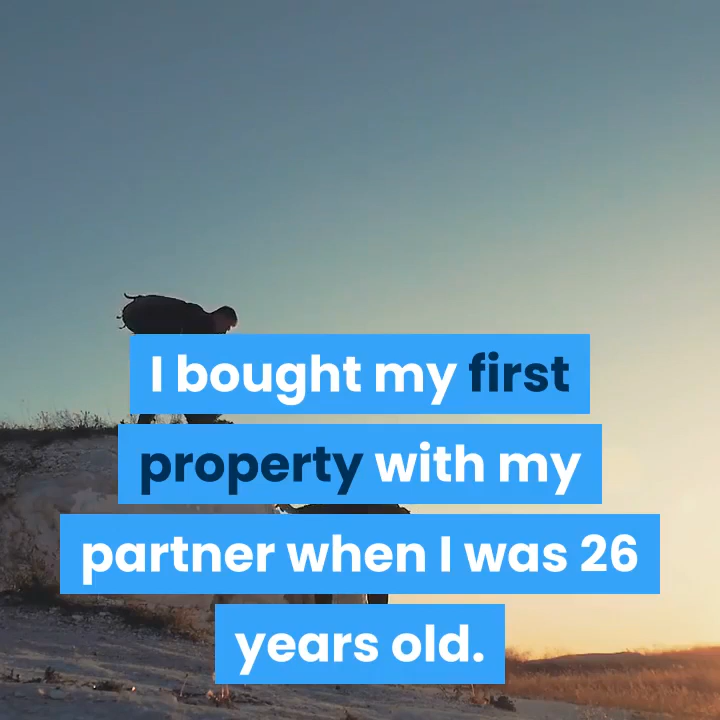 I bought my first
property with my
partner when I was 26
years old.